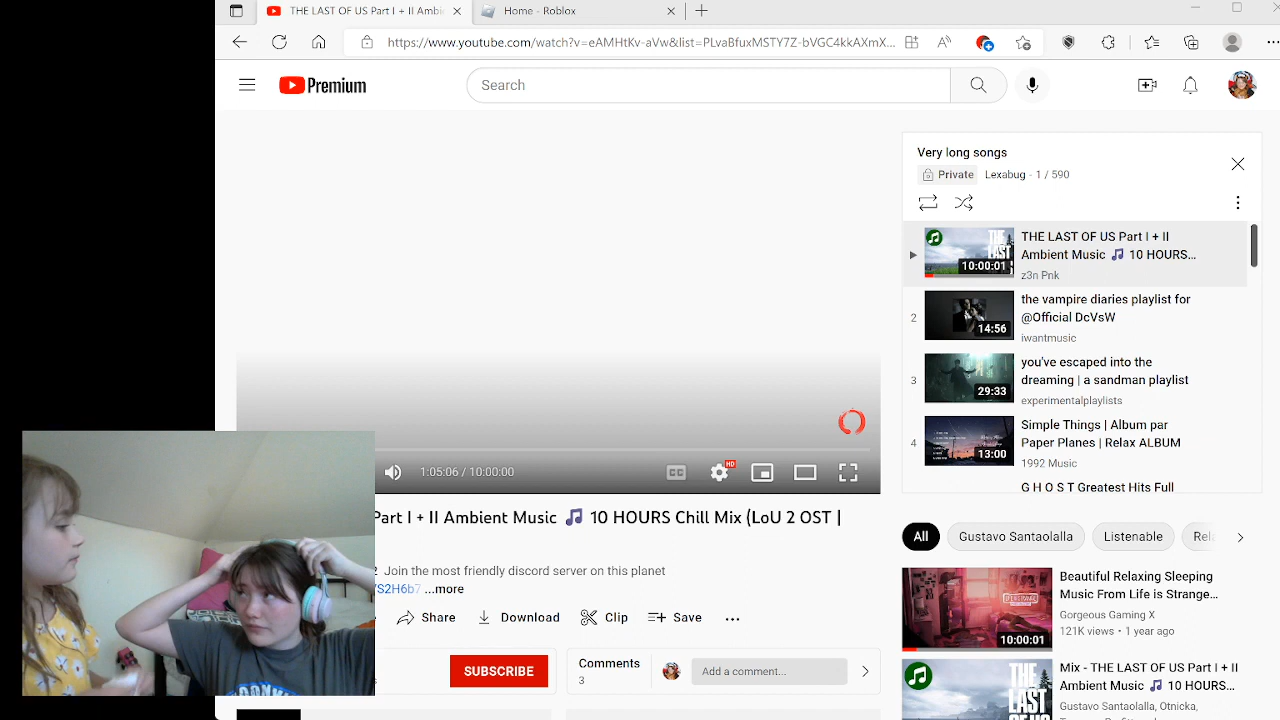 THE LAST OF US Part I + II Ambi
Home - Roblox
https://www.youtube.com/watch?v=eAMHtKv-aVw&list=PLvaBfuxMSTY7Z-bVGC4kkAXmX...
Premium
Search
Very long songs
Private Lexabug - 1 / 590
THE LAST
10:00:01
THE LAST OF US Part I + II
Ambient Music 🎵 10 HOURS...
z3n Pnk
2
14:56
the vampire diaries playlist for
@Official DcVsW
iwantmusic
3
29:33
you've escaped into the
dreaming | a sandman playlist
experimentalplaylists
4
13:00
Simple Things | Album par
Paper Planes | Relax ALBUM
1992 Music
G H O S T Greatest Hits Full
CC HD
1:05:06 / 10:00:00
Part I + II Ambient Music 🎵 10 HOURS Chill Mix (LoU 2 OST |
Join the most friendly discord server on this planet
/S2H6b7 ...more
Share Download Clip Save ...
SUBSCRIBE
Comments
3
Add a comment...
All Gustavo Santaolalla Listenable Rel
10:00:01
Beautiful Relaxing Sleeping
Music From Life is Strange...
Gorgeous Gaming X
121K views • 1 year ago
THE
LAST
Mix - THE LAST OF US Part I + II
Ambient Music 🎵 10 HOURS...
Gustavo Santaolalla, Otnicka,